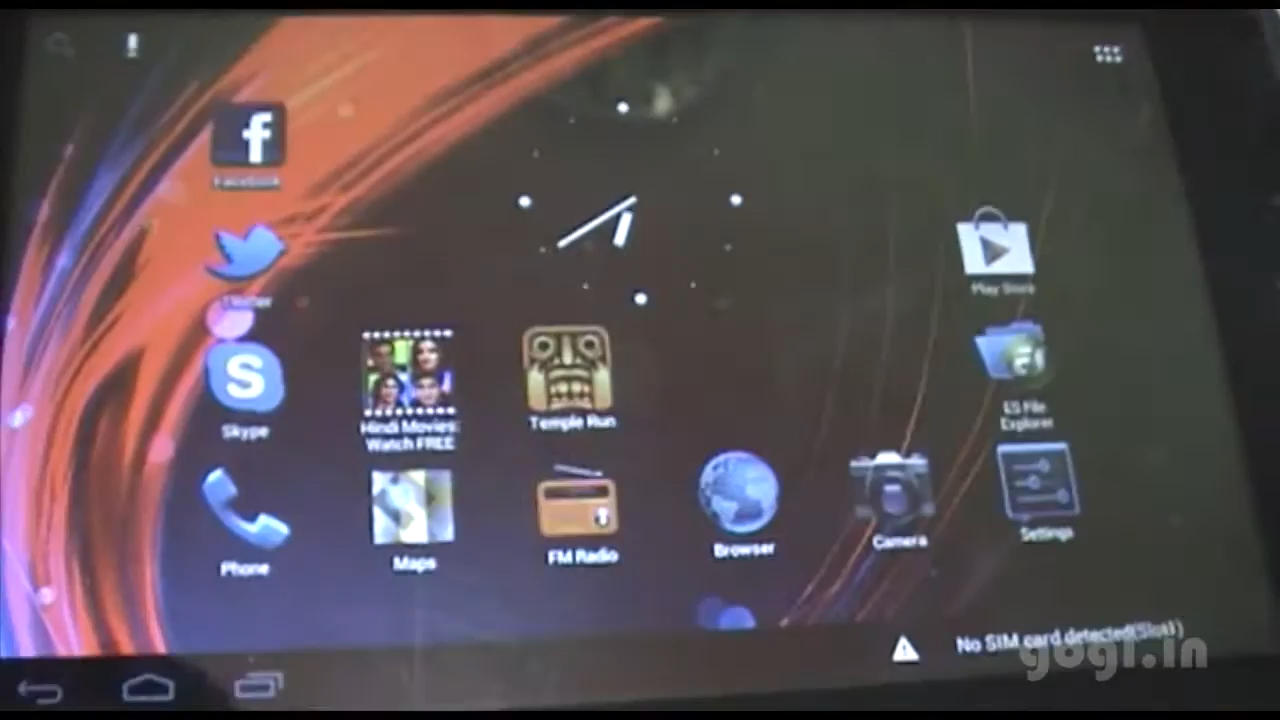 Facebook
Twitter
Play Store
Skype
Hindi Movies:
Watch FREE
Temple Run
ES File
Explorer
Phone
Maps
FM Radio
Browser
Camera
Settings
No SIM card detected(Slot1)
gogi.in